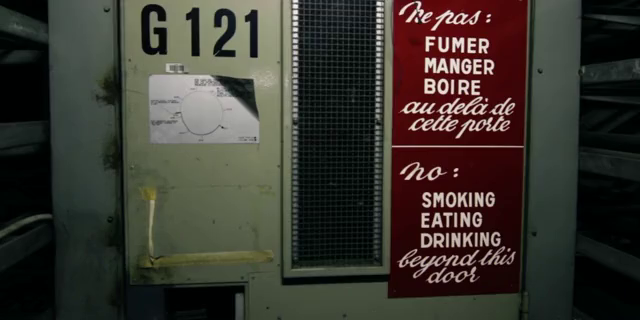 G 121
Ne pas :
FUMER
MANGER
BOIRE
au delà de
cette porte
No :
SMOKING
EATING
DRINKING
beyond this
door